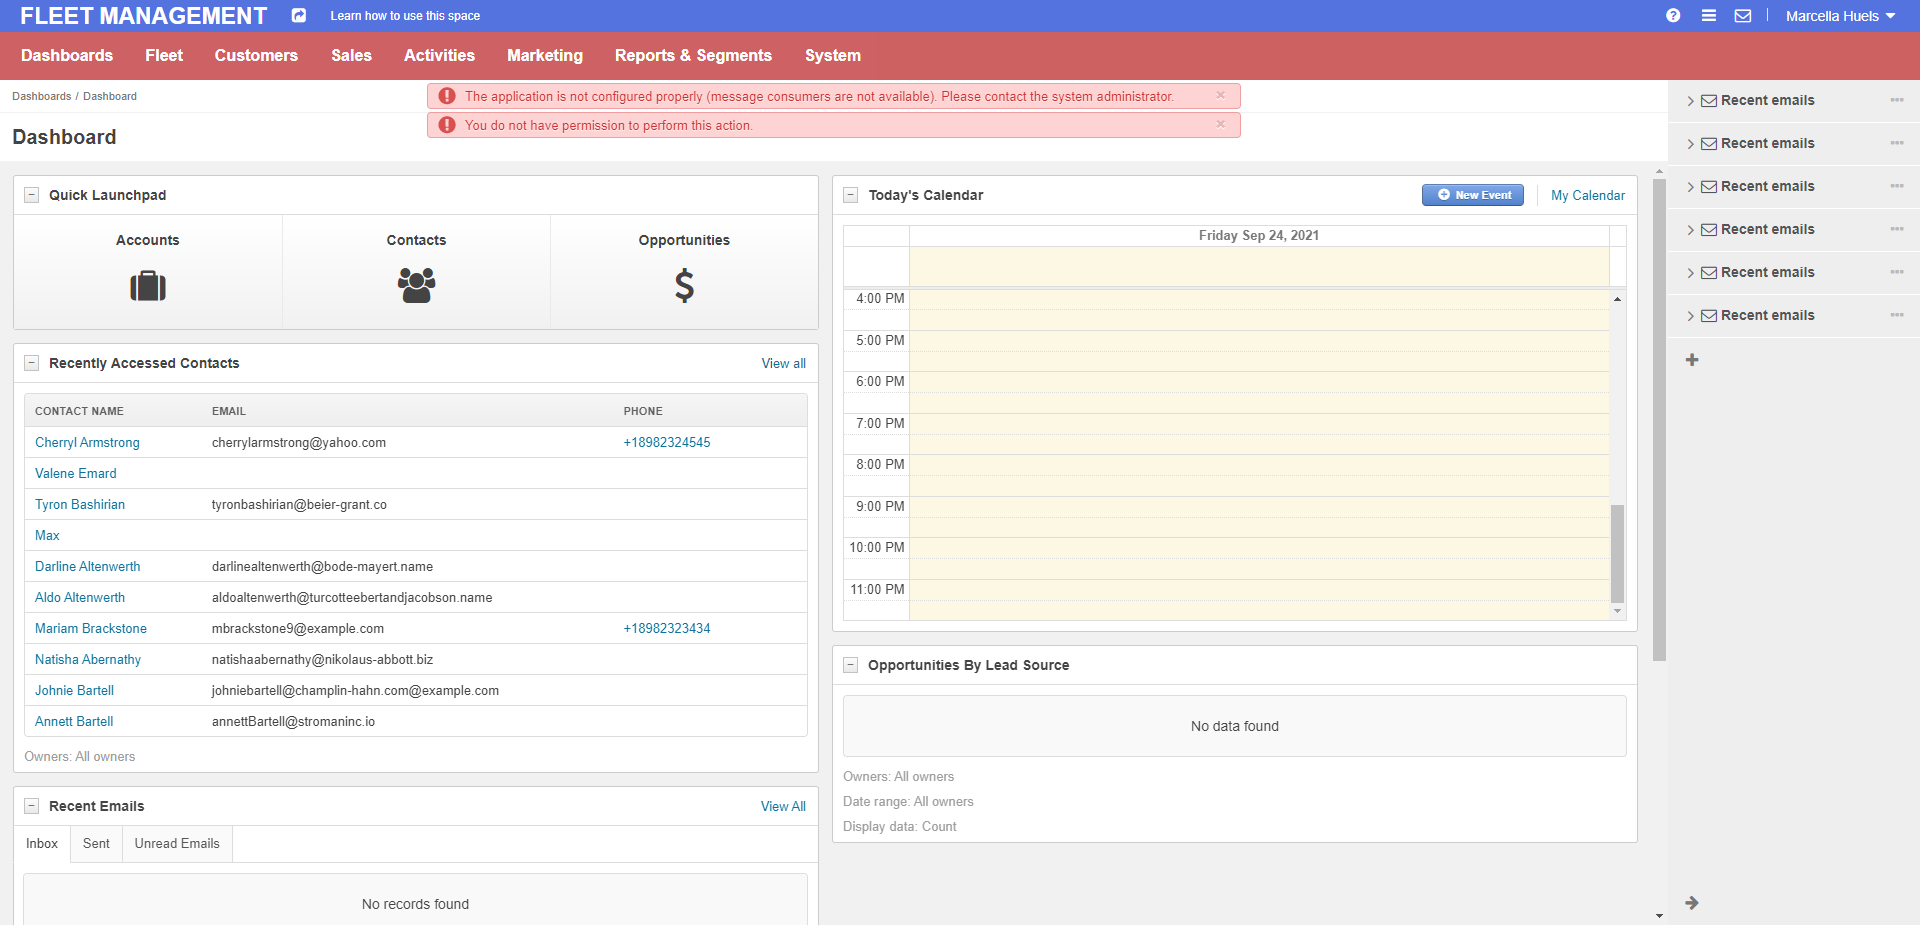 FLEET MANAGEMENT Learn how to use this space Marcella Huels
Dashboards Fleet Customers Sales Activities Marketing Reports & Segments System
Dashboards / Dashboard
The application is not configured properly (message consumers are not available). Please contact the system administrator. ×
You do not have permission to perform this action. ×
Dashboard
Quick Launchpad
Accounts Contacts Opportunities
Recently Accessed Contacts View all
CONTACT NAME EMAIL PHONE
Cherryl Armstrong cherrylarmstrong@yahoo.com +18982324545
Valene Emard
Tyron Bashirian tyronbashirian@beier-grant.co
Max
Darline Altenwerth darlinealtenwerth@bode-mayert.name
Aldo Altenwerth aldoaltenwerth@turcotteebertandjacobson.name
Mariam Brackstone mbrackstone9@example.com +18982323434
Natisha Abernathy natishaabernathy@nikolaus-abbott.biz
Johnie Bartell johniebartell@champlin-hahn.com@example.com
Annett Bartell annettBartell@stromaninc.io
Owners: All owners
Recent Emails View All
Inbox Sent Unread Emails
No records found
Today's Calendar New Event My Calendar
Friday Sep 24, 2021
4:00 PM
5:00 PM
6:00 PM
7:00 PM
8:00 PM
9:00 PM
10:00 PM
11:00 PM
Opportunities By Lead Source
No data found
Owners: All owners
Date range: All owners
Display data: Count
Recent emails
Recent emails
Recent emails
Recent emails
Recent emails
Recent emails